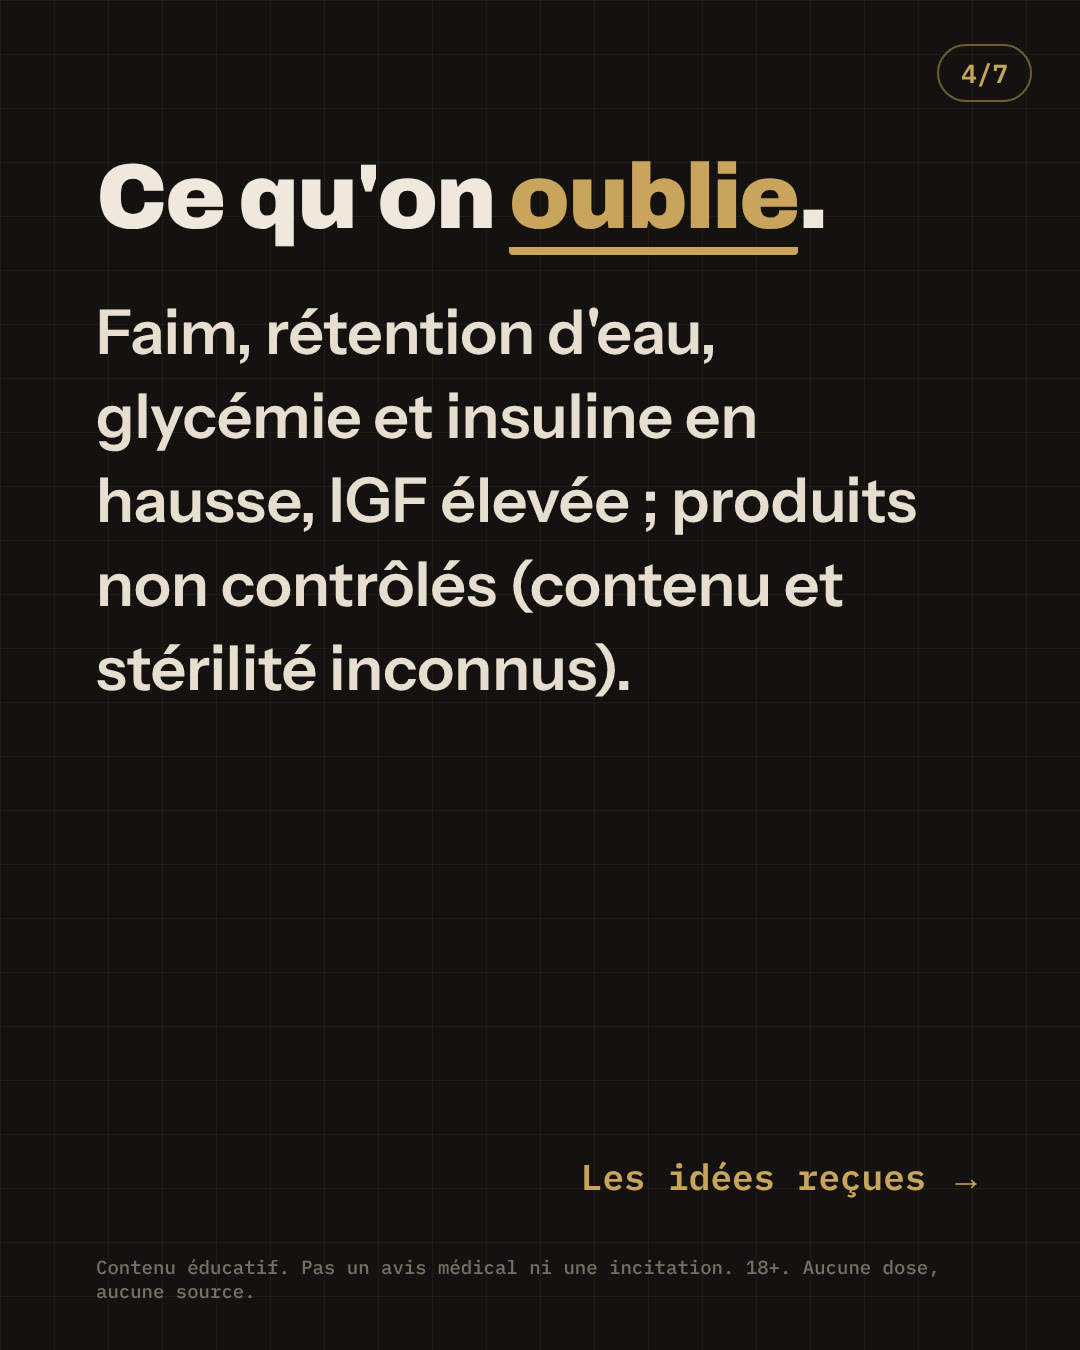 4/7
Ce qu'on oublie.
Faim, rétention d'eau,
glycémie et insuline en
hausse, IGF élevée ; produits
non contrôlés (contenu et
stérilité inconnus).
Les idées reçues →
Contenu éducatif. Pas un avis médical ni une incitation. 18+. Aucune dose,
aucune source.